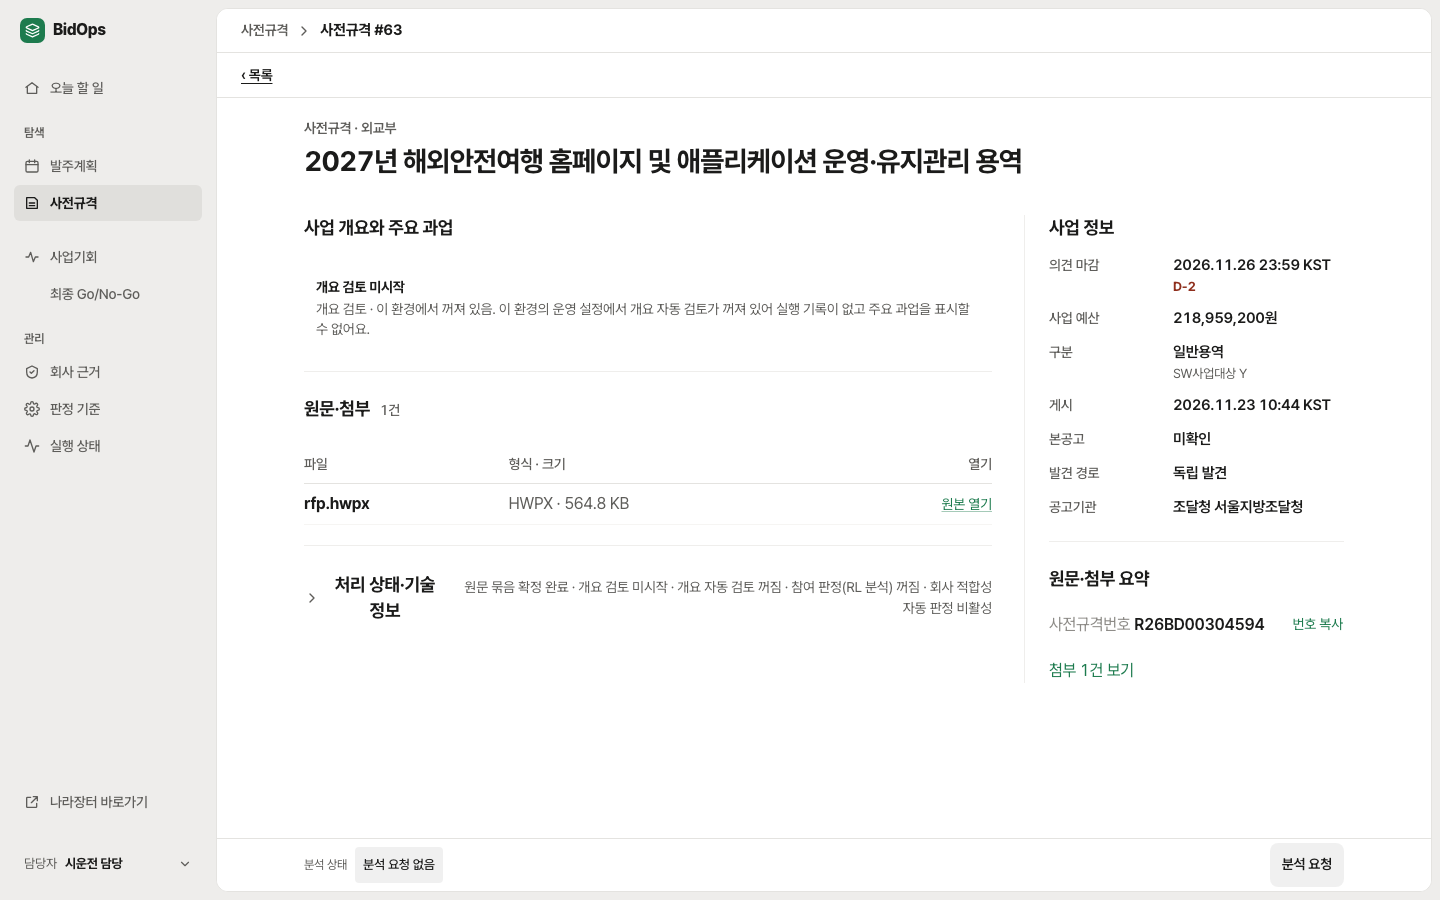 BidOps
오늘 할 일
탐색
발주계획
사전규격
사업기회
최종 Go/No-Go
관리
회사 근거
판정 기준
실행 상태
나라장터 바로가기
담당자 시운전 담당
사전규격 > 사전규격 #63
‹ 목록
사전규격 · 외교부
2027년 해외안전여행 홈페이지 및 애플리케이션 운영·유지관리 용역
사업 개요와 주요 과업
개요 검토 미시작
개요 검토 · 이 환경에서 꺼져 있음. 이 환경의 운영 설정에서 개요 자동 검토가 꺼져 있어 실행 기록이 없고 주요 과업을 표시할
수 없어요.
원문·첨부 1건
파일 형식 · 크기 열기
rfp.hwpx HWPX · 564.8 KB 원본 열기
처리 상태·기술
정보
원문 묶음 확정 완료 · 개요 검토 미시작 · 개요 자동 검토 꺼짐 · 참여 판정(RL 분석) 꺼짐 · 회사 적합성
자동 판정 비활성
사업 정보
의견 마감 2026.11.26 23:59 KST
D-2
사업 예산 218,959,200원
구분 일반용역
SW사업대상 Y
게시 2026.11.23 10:44 KST
본공고 미확인
발견 경로 독립 발견
공고기관 조달청 서울지방조달청
원문·첨부 요약
사전규격번호 R26BD00304594 번호 복사
첨부 1건 보기
분석 상태 분석 요청 없음
분석 요청